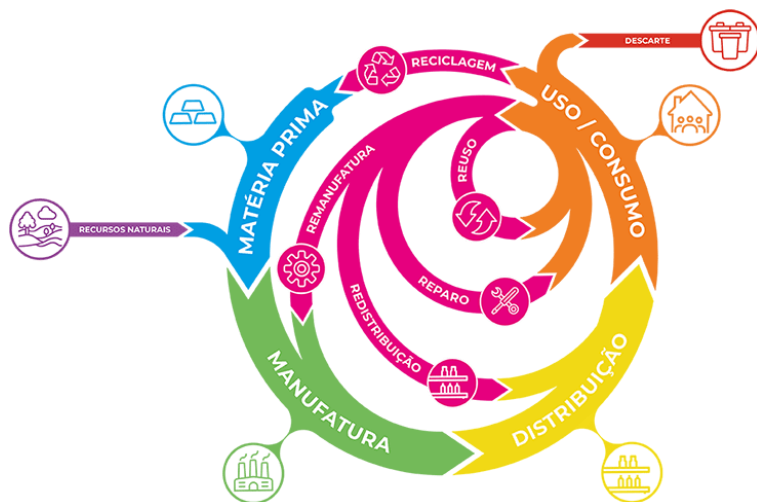 DESCARTE
RECICLAGEM
USO / CONSUMO
MATÉRIA PRIMA
REUSO
REMANUFATURA
RECURSOS NATURAIS
REPARO
REDISTRIBUIÇÃO
MANUFATURA
DISTRIBUIÇÃO